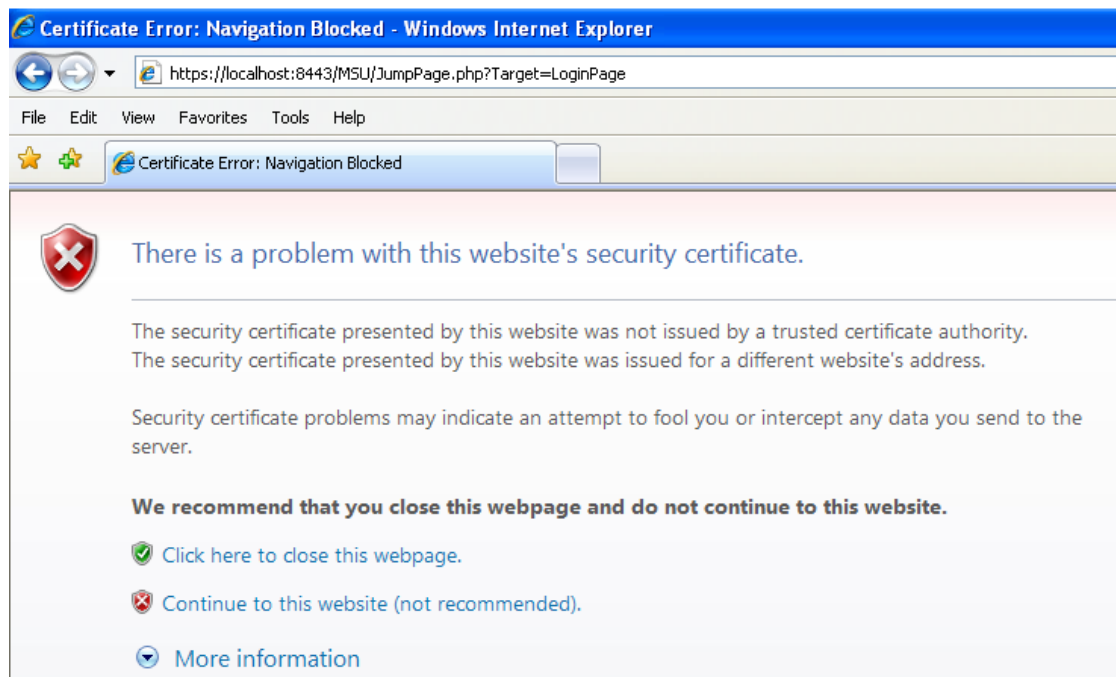 Certificate Error: Navigation Blocked - Windows Internet Explorer
https://localhost:8443/MSU/JumpPage.php?Target=LoginPage
File Edit View Favorites Tools Help
Certificate Error: Navigation Blocked
There is a problem with this website's security certificate.
The security certificate presented by this website was not issued by a trusted certificate authority.
The security certificate presented by this website was issued for a different website's address.
Security certificate problems may indicate an attempt to fool you or intercept any data you send to the
server.
We recommend that you close this webpage and do not continue to this website.
Click here to close this webpage.
Continue to this website (not recommended).
More information